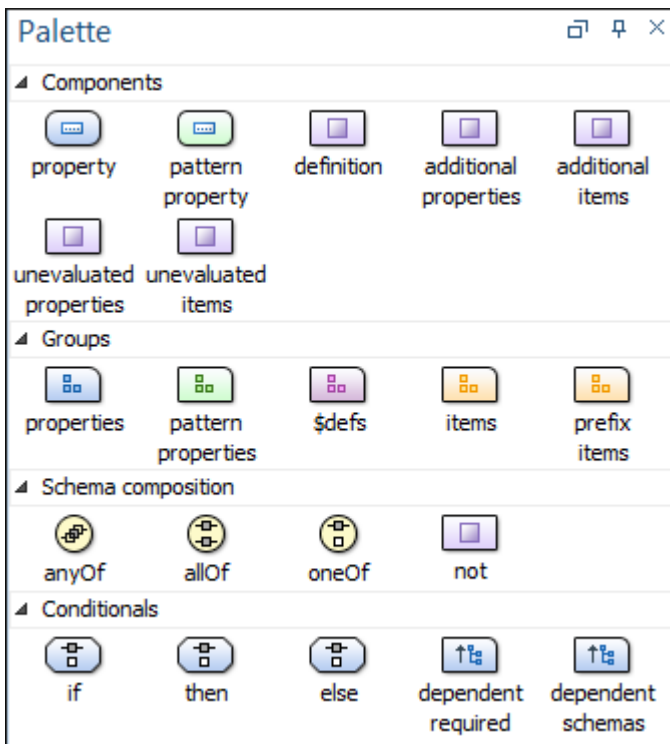 Palette
Components
property pattern property definition additional properties additional items
unevaluated properties unevaluated items
Groups
properties pattern properties $defs items prefix items
Schema composition
anyOf allOf oneOf not
Conditionals
if then else dependent required dependent schemas